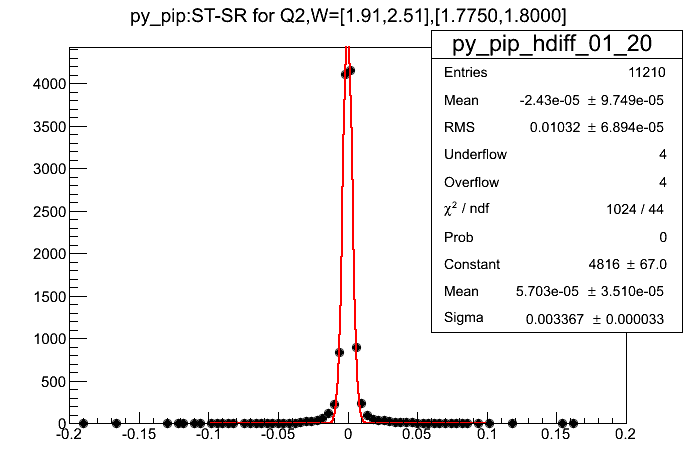 py_pip:ST-SR for Q2,W=[1.91,2.51],[1.7750,1.8000]
py_pip_hdiff_01_20
Entries 11210
Mean -2.43e-05 ± 9.749e-05
RMS 0.01032 ± 6.894e-05
Underflow 4
Overflow 4
χ² / ndf 1024 / 44
Prob 0
Constant 4816 ± 67.0
Mean 5.703e-05 ± 3.510e-05
Sigma 0.003367 ± 0.000033
4000
3500
3000
2500
2000
1500
1000
500
0
-0.2 -0.15 -0.1 -0.05 0 0.05 0.1 0.15 0.2